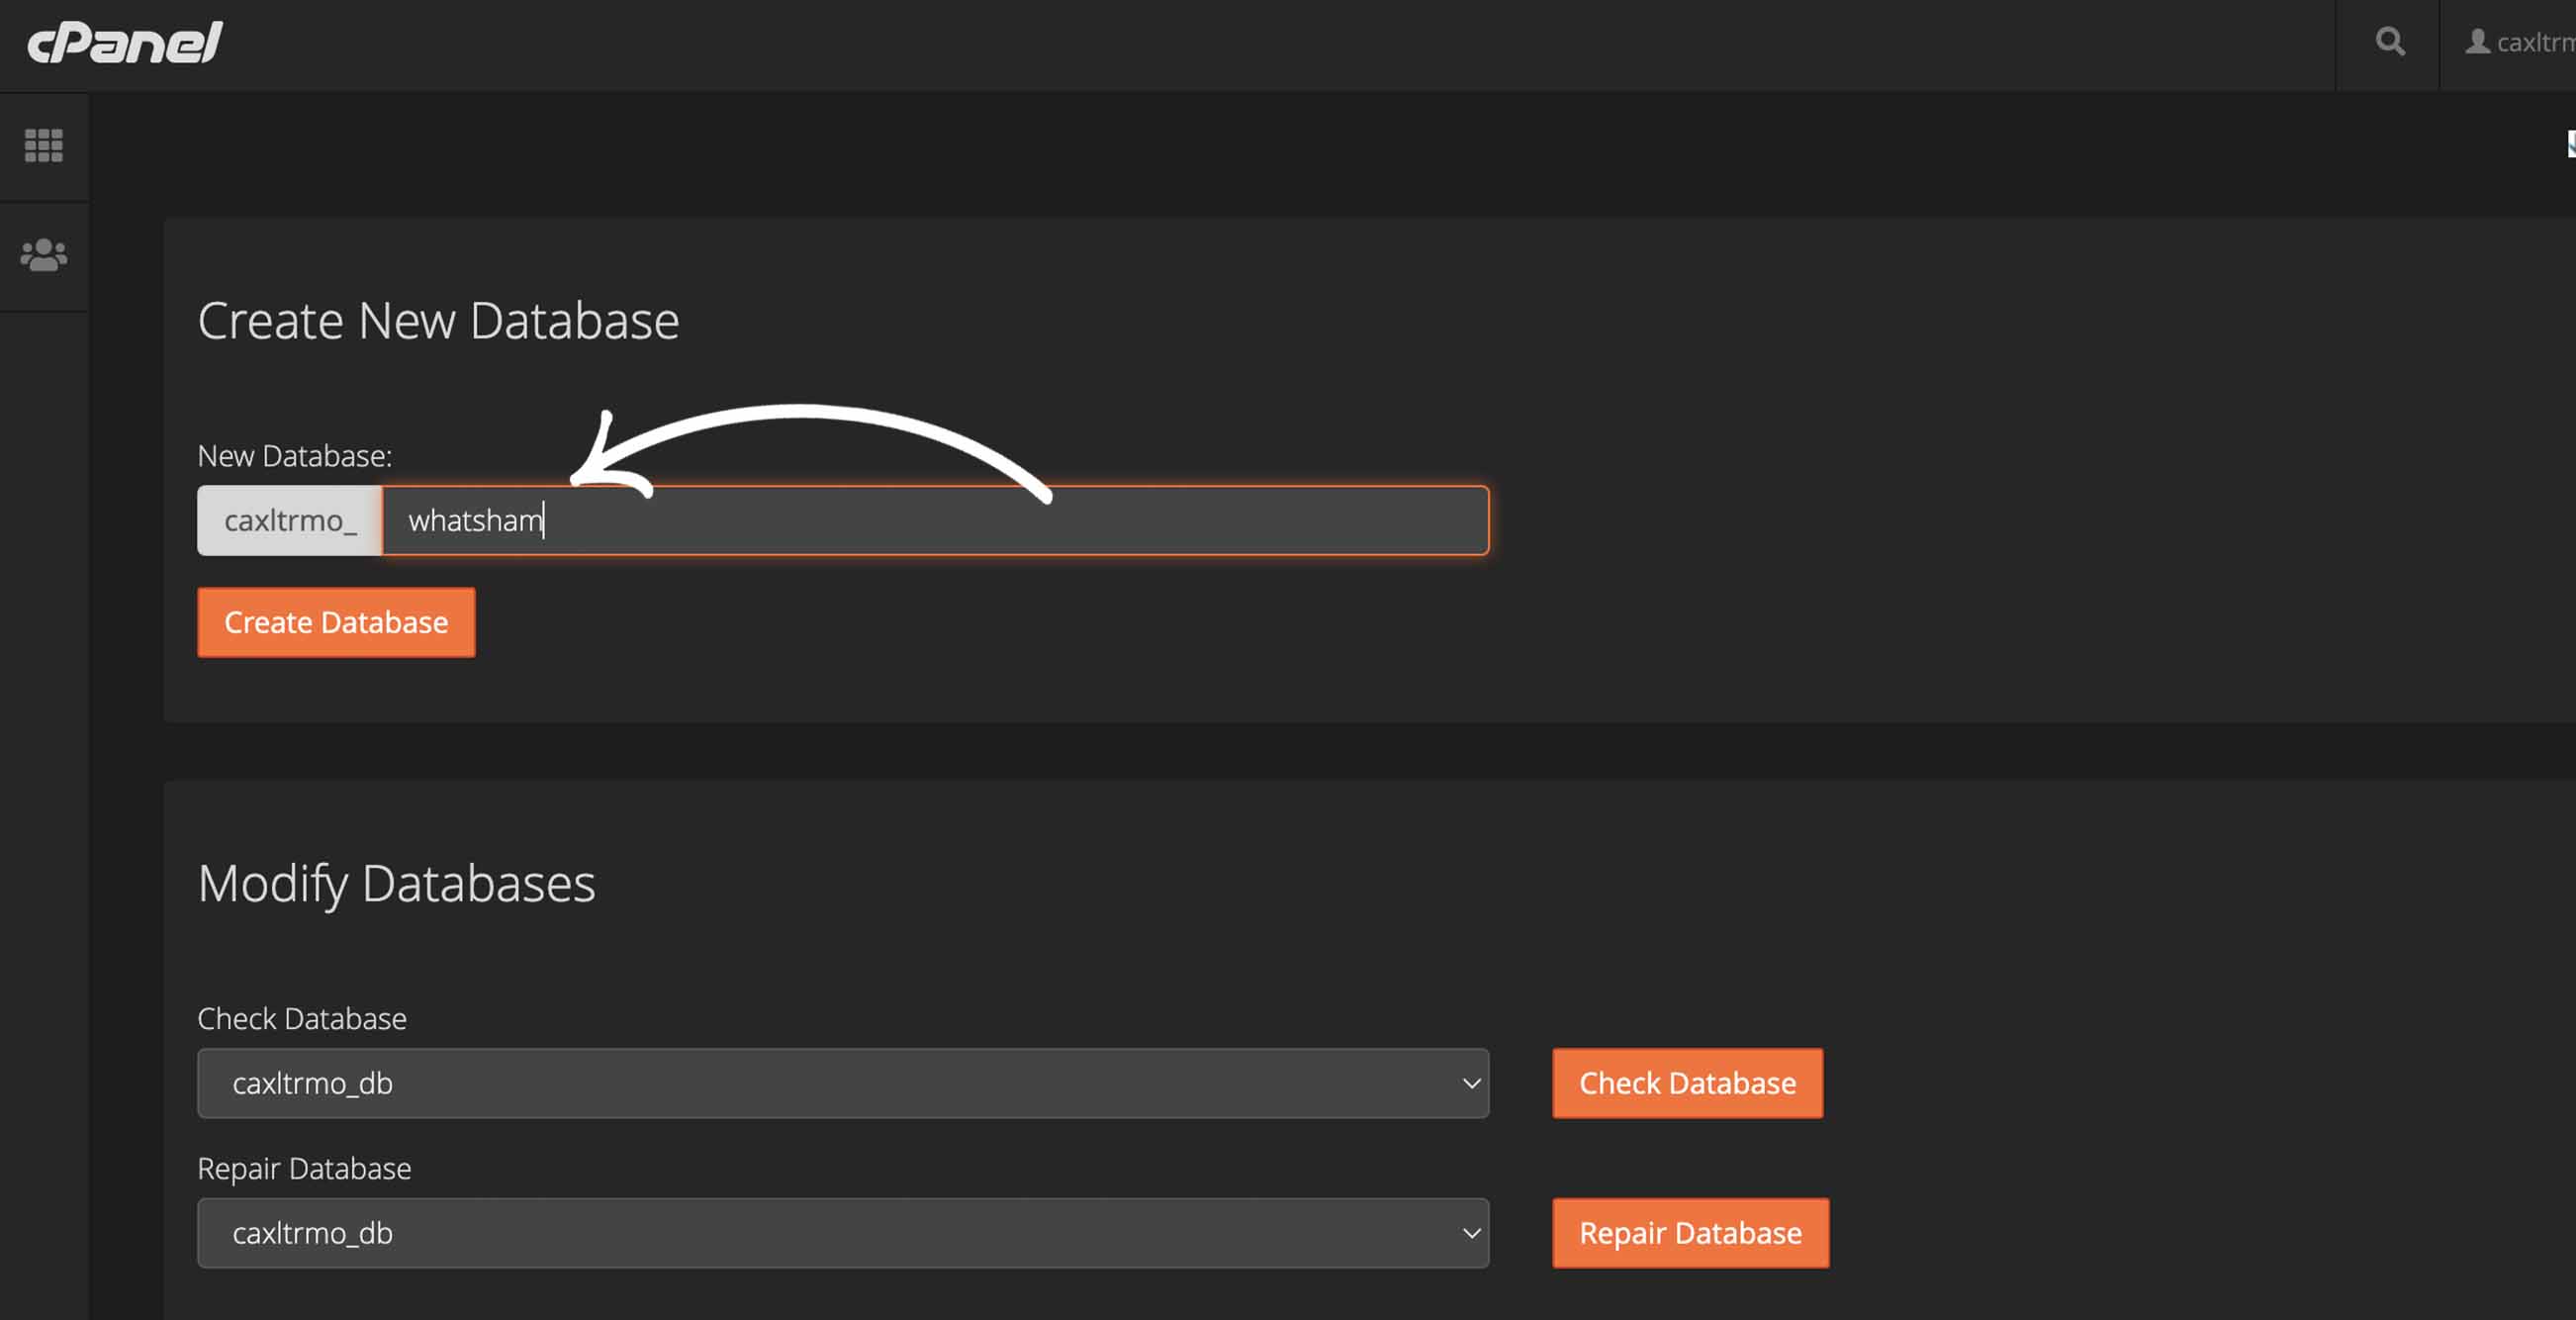 cPanel
caxltrm
Create New Database
New Database:
caxltrmo_ whatsham
Create Database
Modify Databases
Check Database
caxltrmo_db
Check Database
Repair Database
caxltrmo_db
Repair Database